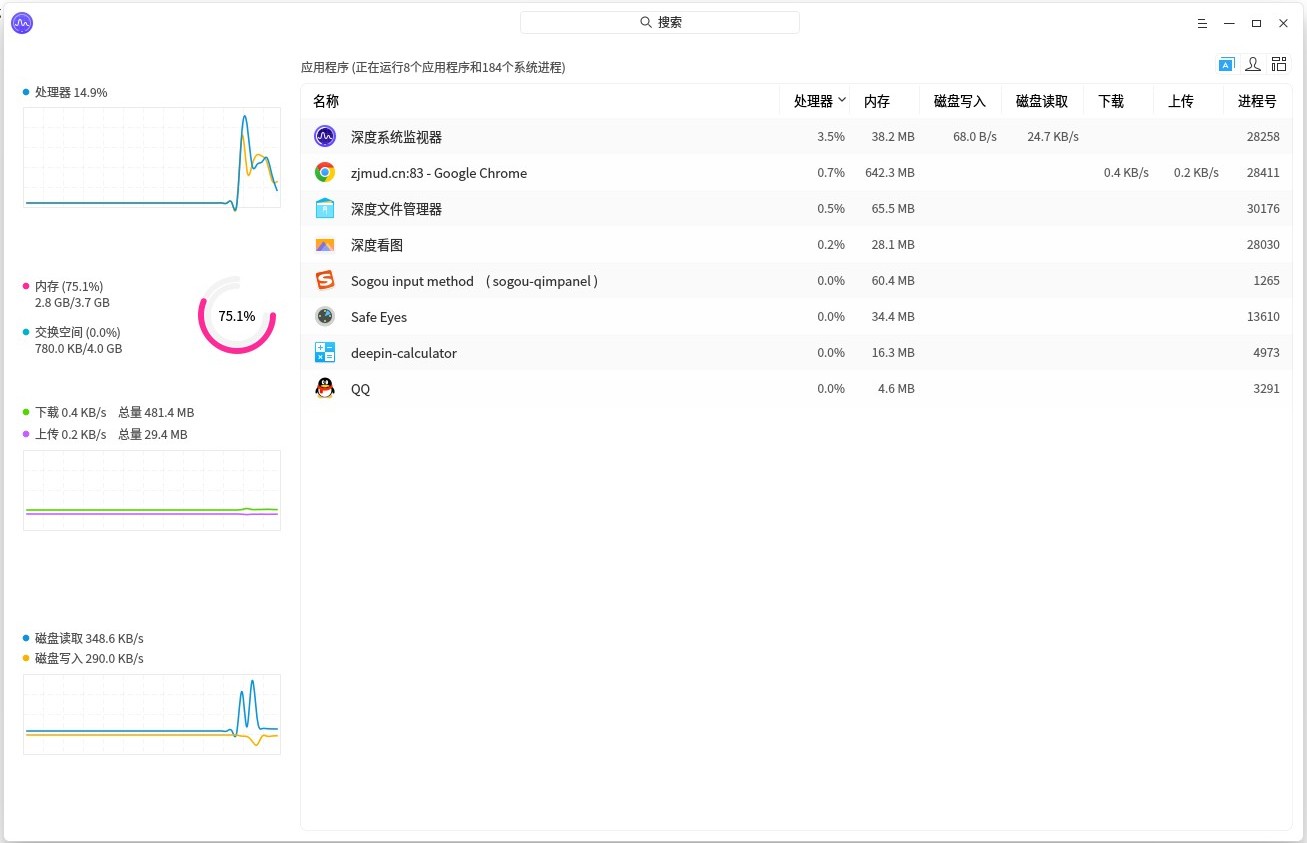 搜索
处理器 14.9%
内存 (75.1%)
2.8 GB/3.7 GB
交换空间 (0.0%)
780.0 KB/4.0 GB
75.1%
下载 0.4 KB/s 总量 481.4 MB
上传 0.2 KB/s 总量 29.4 MB
磁盘读取 348.6 KB/s
磁盘写入 290.0 KB/s
应用程序 (正在运行8个应用程序和184个系统进程)
名称 处理器 内存 磁盘写入 磁盘读取 下载 上传 进程号
深度系统监视器 3.5% 38.2 MB 68.0 B/s 24.7 KB/s 28258
zjmud.cn:83 - Google Chrome 0.7% 642.3 MB 0.4 KB/s 0.2 KB/s 28411
深度文件管理器 0.5% 65.5 MB 30176
深度看图 0.2% 28.1 MB 28030
Sogou input method （sogou-qimpanel） 0.0% 60.4 MB 1265
Safe Eyes 0.0% 34.4 MB 13610
deepin-calculator 0.0% 16.3 MB 4973
QQ 0.0% 4.6 MB 3291